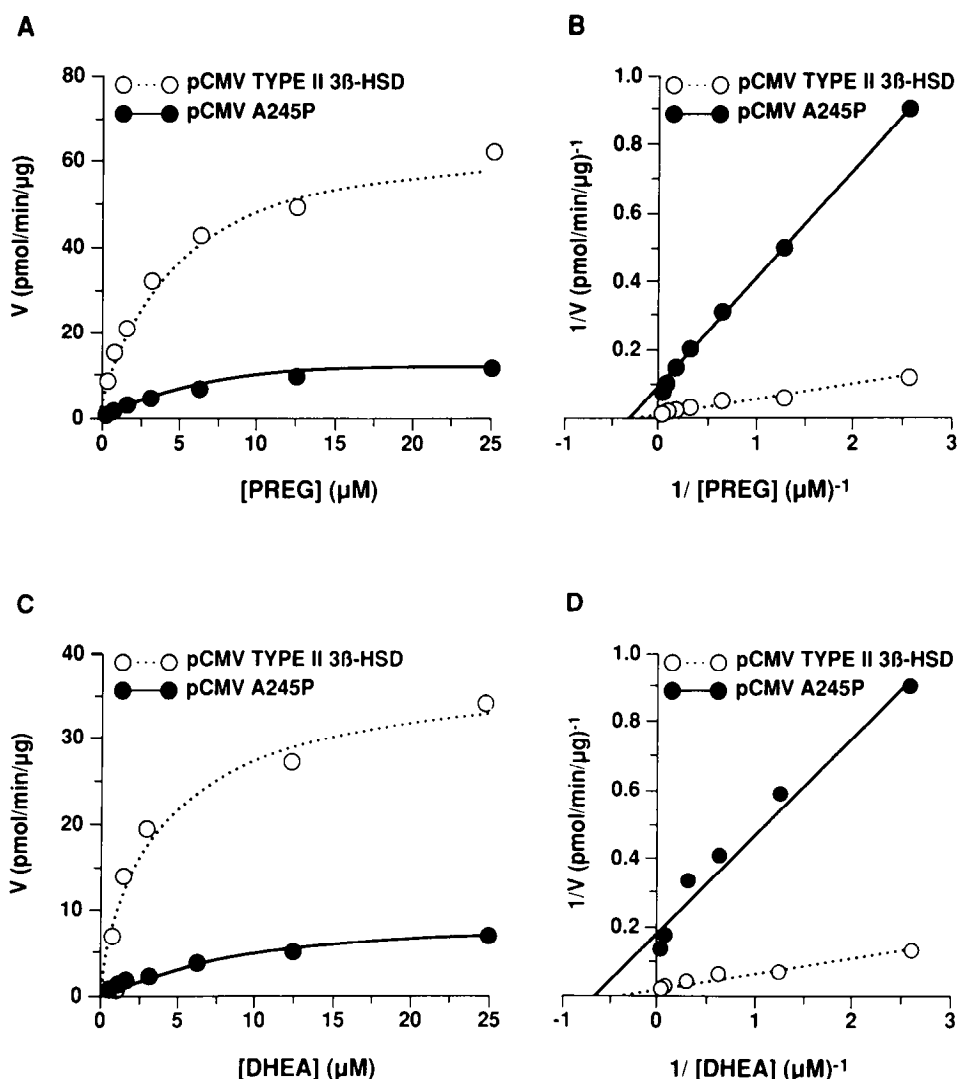 A
pCMV TYPE II 3ß-HSD
pCMV A245P
80
60
40
20
0
V (pmol/min/µg)
0 5 10 15 20 25
[PREG] (µM)
B
pCMV TYPE II 3ß-HSD
pCMV A245P
1.0
0.8
0.6
0.4
0.2
1/V (pmol/min/µg)-1
-1 0 1 2 3
1/ [PREG] (µM)-1
C
pCMV TYPE II 3ß-HSD
pCMV A245P
40
30
20
10
0
V (pmol/min/µg)
0 5 10 15 20 25
[DHEA] (µM)
D
pCMV TYPE II 3ß-HSD
pCMV A245P
1.0
0.8
0.6
0.4
0.2
1/V (pmol/min/µg)-1
-1 0 1 2 3
1/ [DHEA] (µM)-1